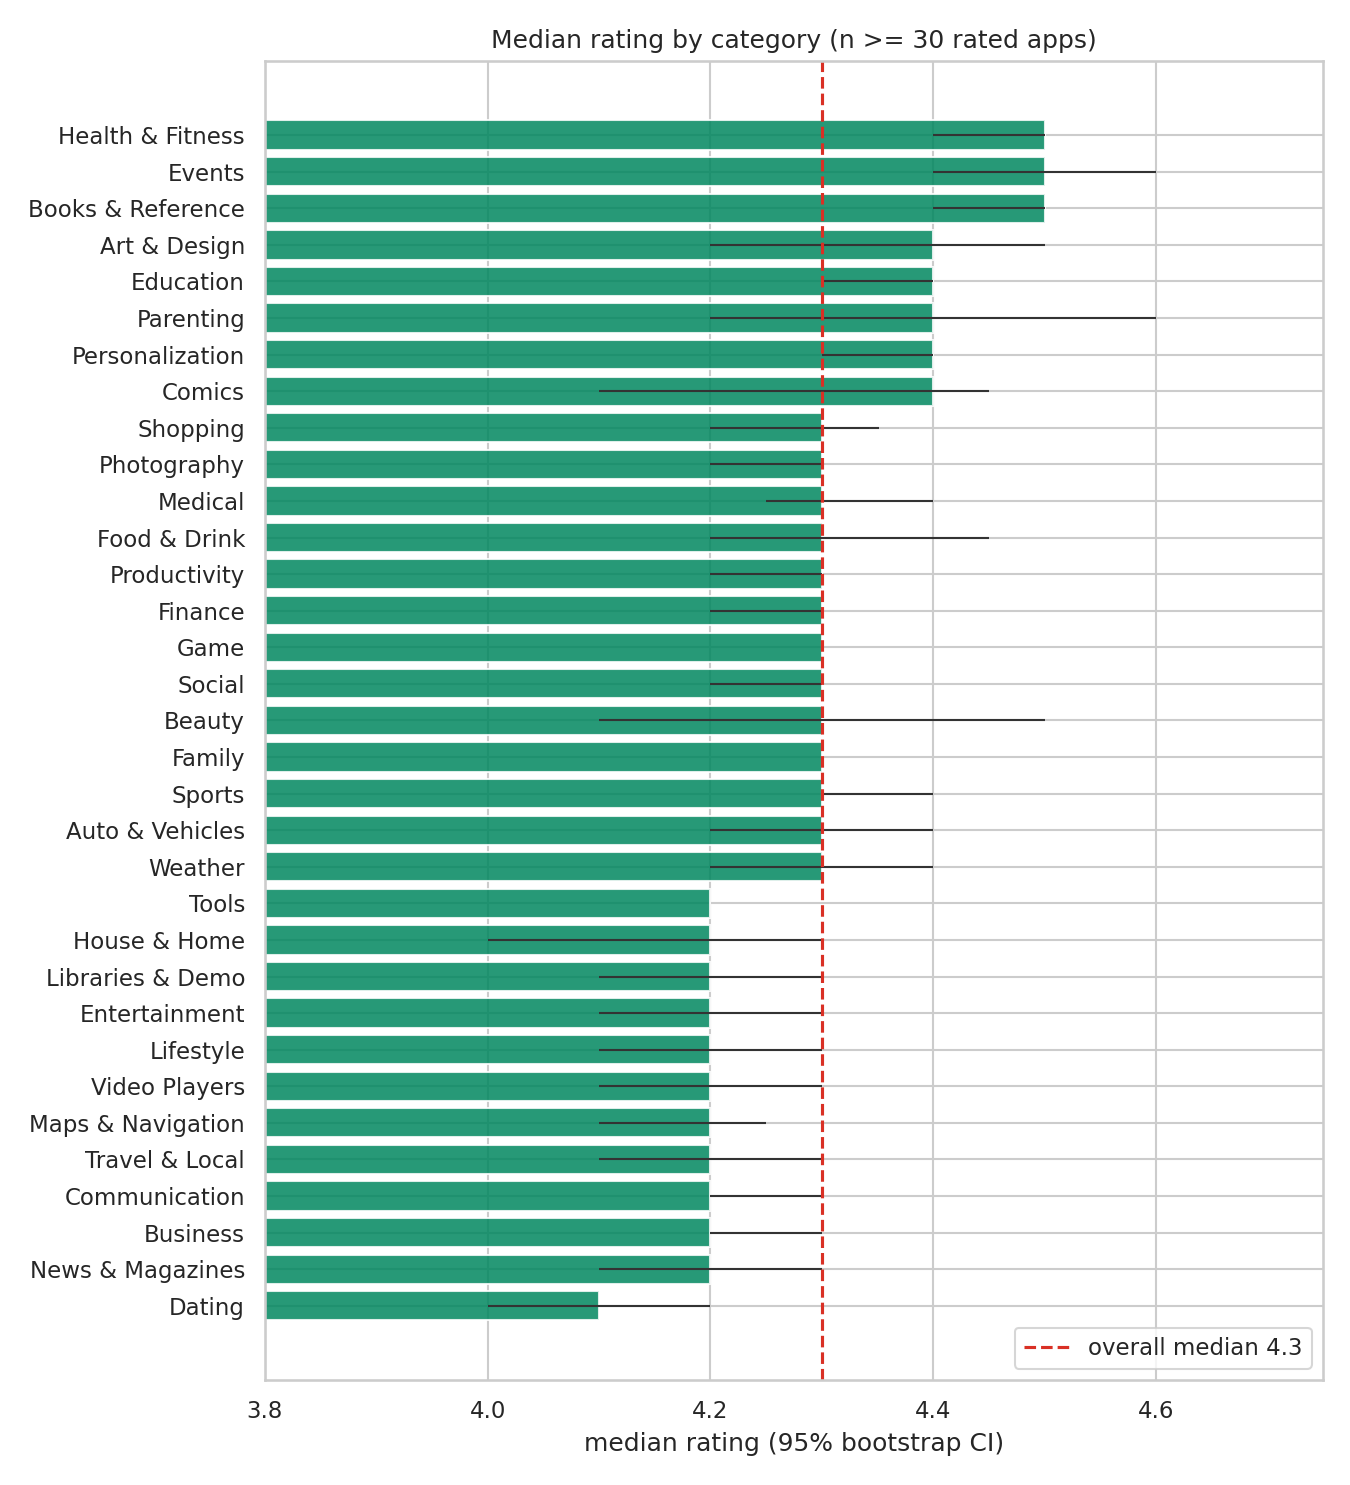 Median rating by category (n >= 30 rated apps)
Health & Fitness
Events
Books & Reference
Art & Design
Education
Parenting
Personalization
Comics
Shopping
Photography
Medical
Food & Drink
Productivity
Finance
Game
Social
Beauty
Family
Sports
Auto & Vehicles
Weather
Tools
House & Home
Libraries & Demo
Entertainment
Lifestyle
Video Players
Maps & Navigation
Travel & Local
Communication
Business
News & Magazines
Dating
overall median 4.3
3.8 4.0 4.2 4.4 4.6
median rating (95% bootstrap CI)